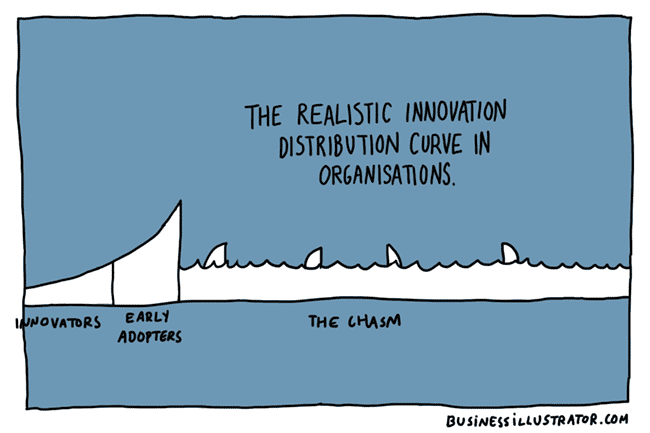 THE REALISTIC INNOVATION
DISTRIBUTION CURVE IN
ORGANISATIONS.
INNOVATORS
EARLY
ADOPTERS
THE CHASM
BUSINESSILLUSTRATOR.COM